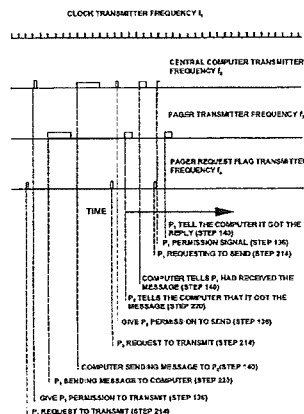 CLOCK TRANSMITTER FREQUENCY f₁
CENTRAL COMPUTER TRANSMITTER
FREQUENCY
PAGER TRANSMITTER FREQUENCY
PAGER REQUEST FLAG TRANSMITTER
FREQUENCY
TIME
TELL THE COMPUTER IT GOT THE
REPLY (STEP 140)
PERMISSION SIGNAL (STEP 136)
REQUESTING TO SEND (STEP 214)
COMPUTER TELLS HAD RECEIVED THE
MESSAGE (STEP 140)
TELLS THE COMPUTER THAT IT GOT THE
MESSAGE (STEP 220)
GIVE PERMISSION TO SEND (STEP 136)
REQUEST TO TRANSMIT (STEP 214)
COMPUTER SENDING MESSAGE TO (STEP 140)
SENDING MESSAGE TO COMPUTER (STEP 220)
GIVE PERMISSION TO TRANSMIT (STEP 136)
REQUEST TO TRANSMIT (STEP 214)